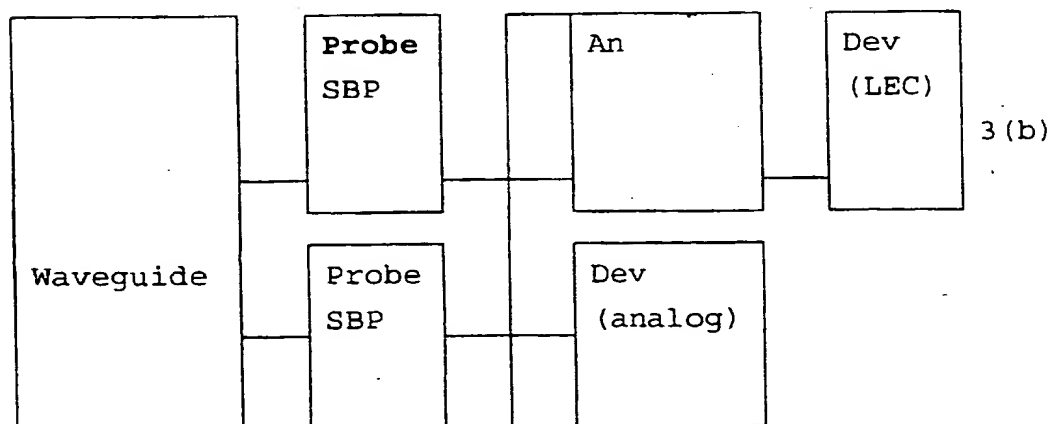 Probe
SBP
An
Dev
(LEC)
3(b)
Waveguide
Probe
SBP
Dev
(analog)